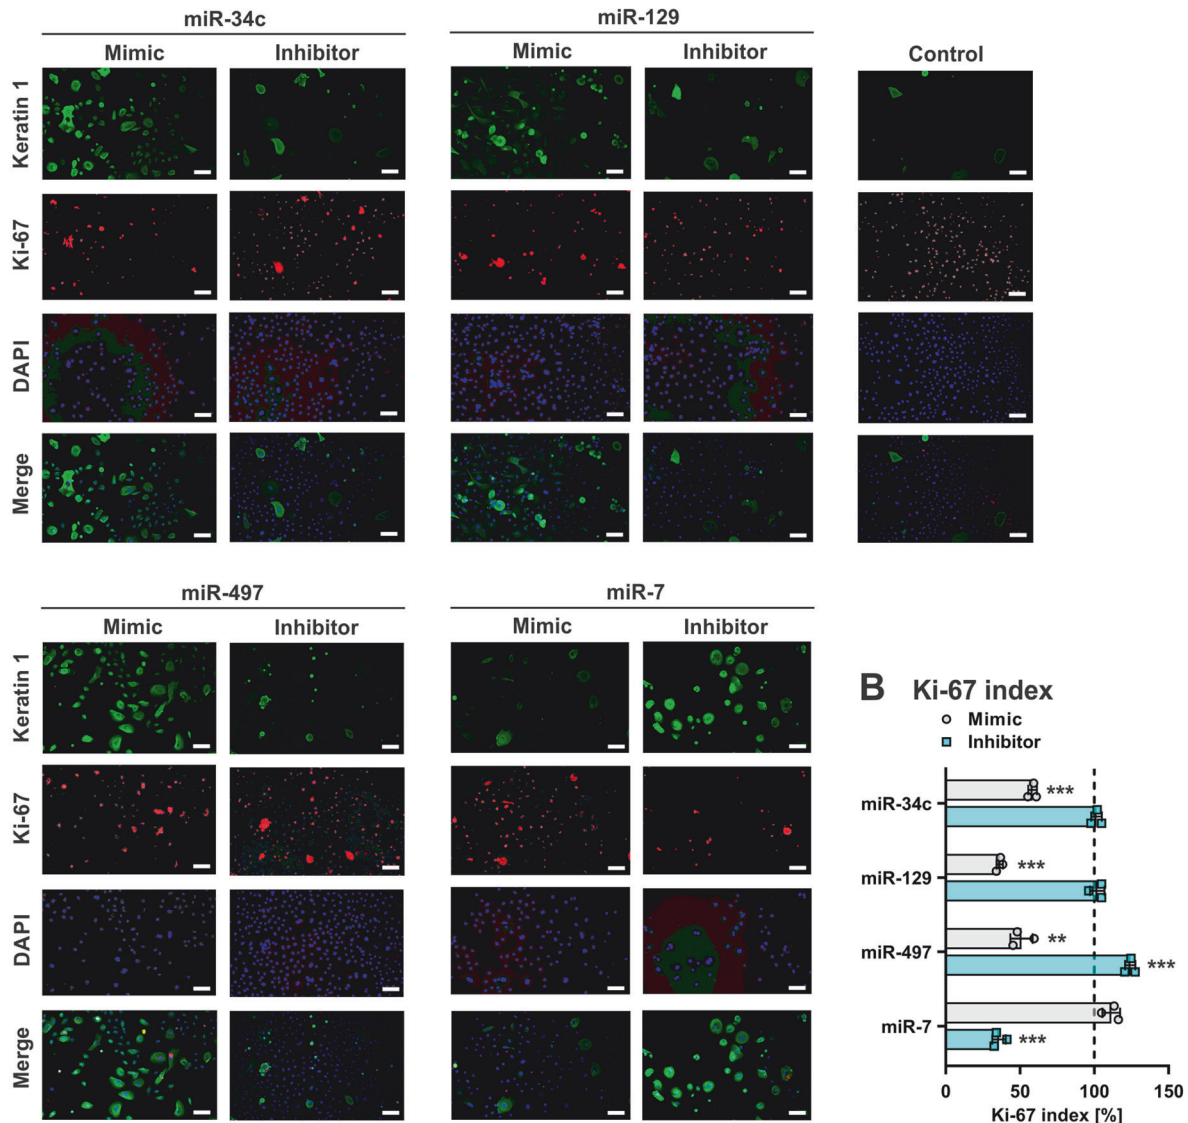 miR-34c
miR-129
Mimic
Inhibitor
Mimic
Inhibitor
Control
Keratin 1
Ki-67
DAPI
Merge
miR-497
miR-7
Mimic
Inhibitor
Mimic
Inhibitor
Keratin 1
Ki-67
DAPI
Merge
B Ki-67 index
Mimic
Inhibitor
miR-34c
***
miR-129
***
miR-497
**
***
miR-7
***
0 50 100 150
Ki-67 index [%]